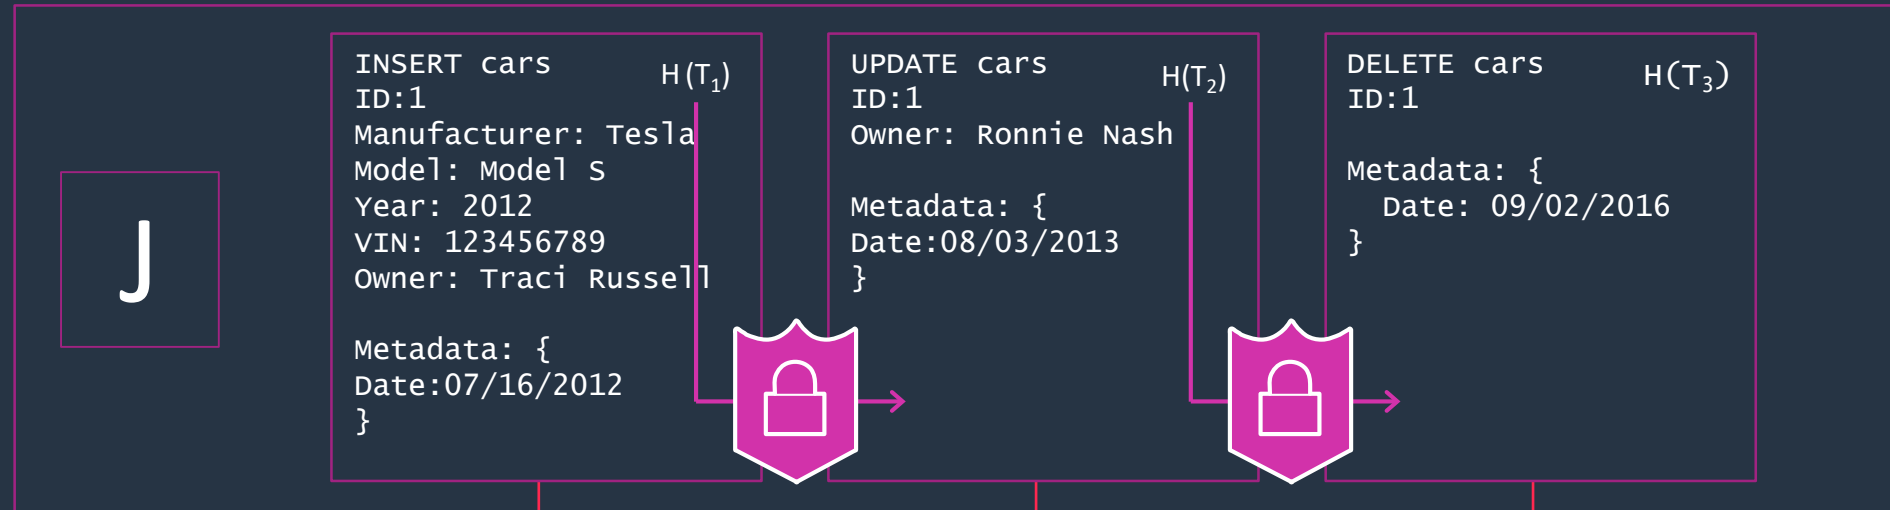 J
INSERT cars
H(T₁)
ID:1
Manufacturer: Tesla
Model: Model S
Year: 2012
VIN: 123456789
Owner: Traci Russell
Metadata: {
Date:07/16/2012
}
UPDATE cars
H(T₂)
ID:1
Owner: Ronnie Nash
Metadata: {
Date:08/03/2013
}
DELETE cars
H(T₃)
ID:1
Metadata: {
Date: 09/02/2016
}